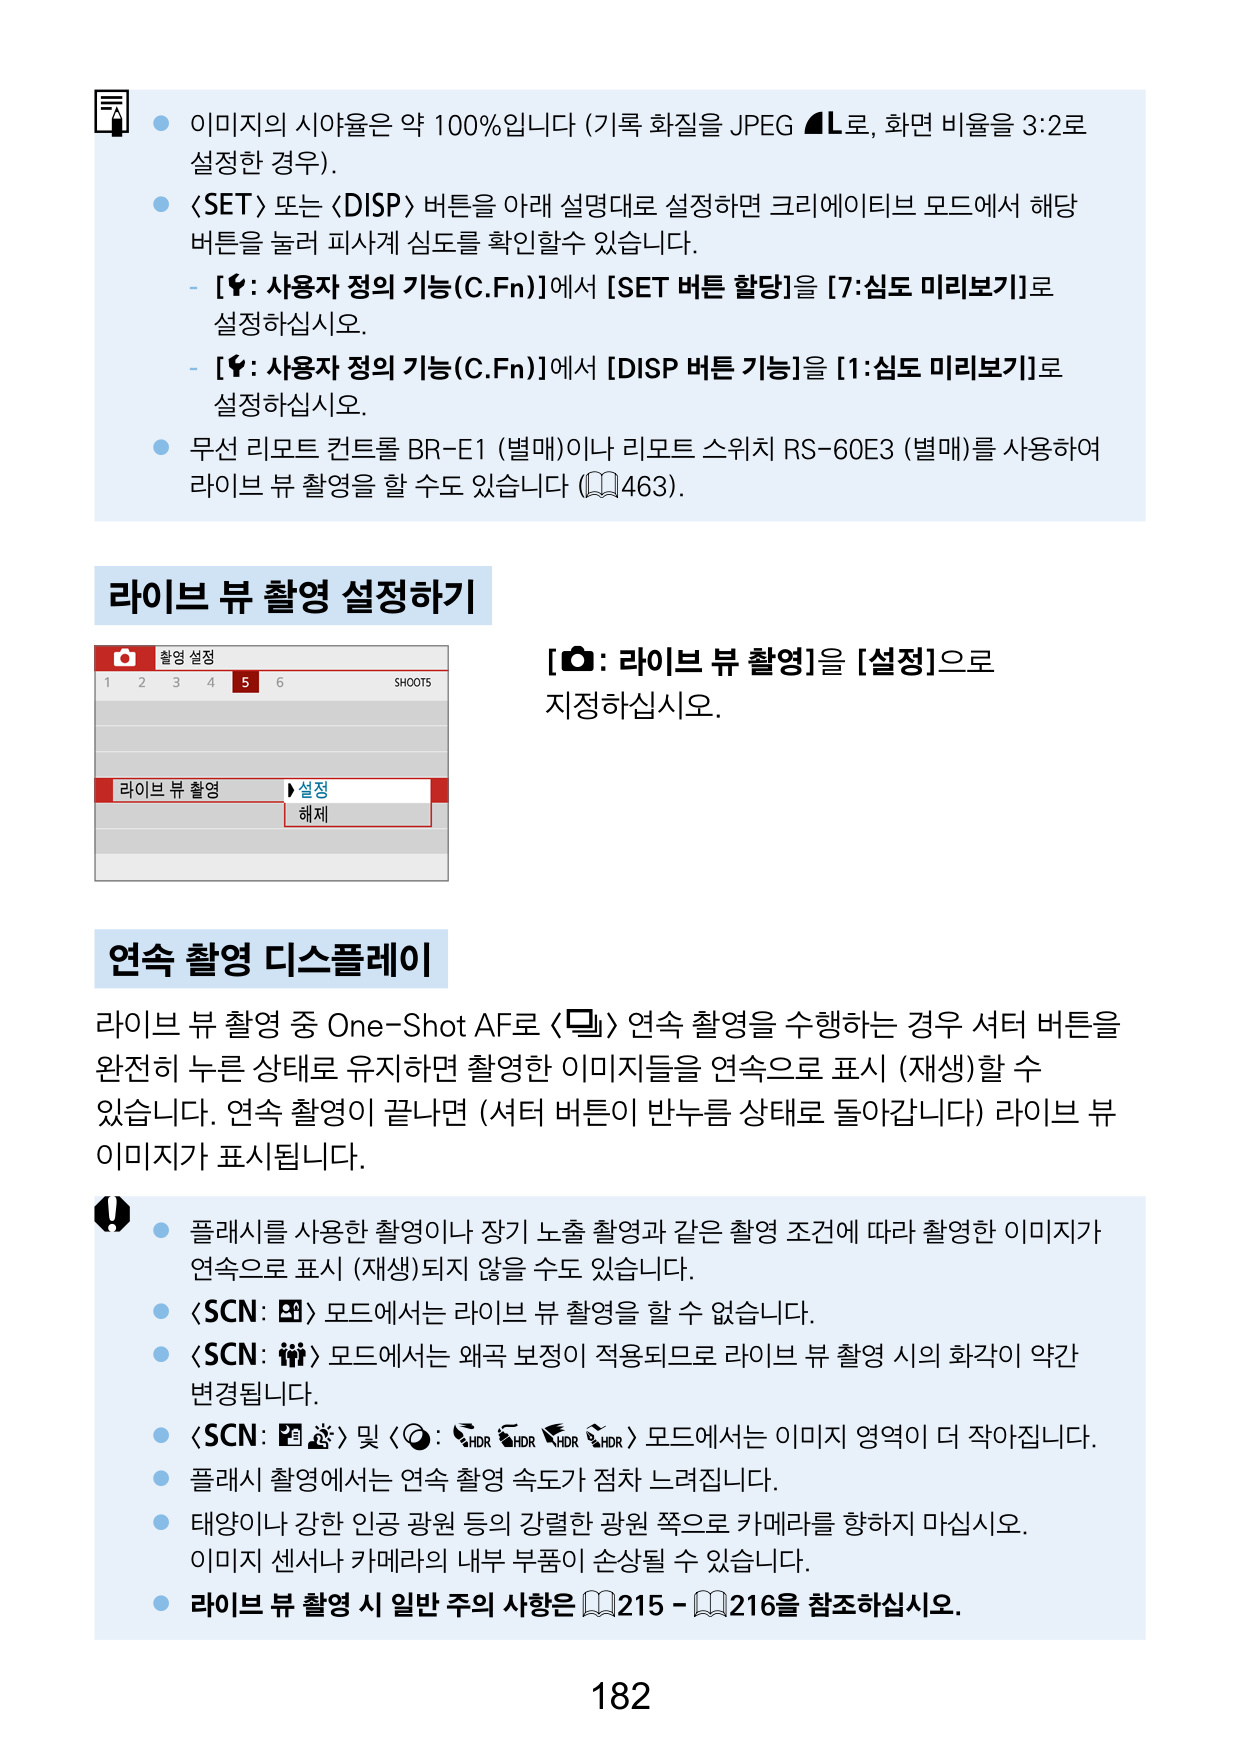 ● 이미지의 시야율은 약 100%입니다 (기록 화질을 JPEG ◢L로, 화면 비율을 3:2로
설정한 경우).
● 〈SET〉 또는 〈DISP〉 버튼을 아래 설명대로 설정하면 크리에이티브 모드에서 해당
버튼을 눌러 피사계 심도를 확인할수 있습니다.
- [: 사용자 정의 기능(C.Fn)]에서 [SET 버튼 할당]을 [7:심도 미리보기]로
설정하십시오.
- [: 사용자 정의 기능(C.Fn)]에서 [DISP 버튼 기능]을 [1:심도 미리보기]로
설정하십시오.
● 무선 리모트 컨트롤 BR-E1 (별매)이나 리모트 스위치 RS-60E3 (별매)를 사용하여
라이브 뷰 촬영을 할 수도 있습니다 (463).
라이브 뷰 촬영 설정하기
촬영 설정
1 2 3 4 5 6 SHOOT5
라이브 뷰 촬영 설정
해제
[: 라이브 뷰 촬영]을 [설정]으로
지정하십시오.
연속 촬영 디스플레이
라이브 뷰 촬영 중 One-Shot AF로 〈〉 연속 촬영을 수행하는 경우 셔터 버튼을
완전히 누른 상태로 유지하면 촬영한 이미지들을 연속으로 표시 (재생)할 수
있습니다. 연속 촬영이 끝나면 (셔터 버튼이 반누름 상태로 돌아갑니다) 라이브 뷰
이미지가 표시됩니다.
● 플래시를 사용한 촬영이나 장기 노출 촬영과 같은 촬영 조건에 따라 촬영한 이미지가
연속으로 표시 (재생)되지 않을 수도 있습니다.
● 〈SCN: 〉 모드에서는 라이브 뷰 촬영을 할 수 없습니다.
● 〈SCN: 〉 모드에서는 왜곡 보정이 적용되므로 라이브 뷰 촬영 시의 화각이 약간
변경됩니다.
● 〈SCN: 〉 및 〈: HDR HDR HDR HDR〉 모드에서는 이미지 영역이 더 작아집니다.
● 플래시 촬영에서는 연속 촬영 속도가 점차 느려집니다.
● 태양이나 강한 인공 광원 등의 강렬한 광원 쪽으로 카메라를 향하지 마십시오.
이미지 센서나 카메라의 내부 부품이 손상될 수 있습니다.
● 라이브 뷰 촬영 시 일반 주의 사항은 215 - 216을 참조하십시오.
182